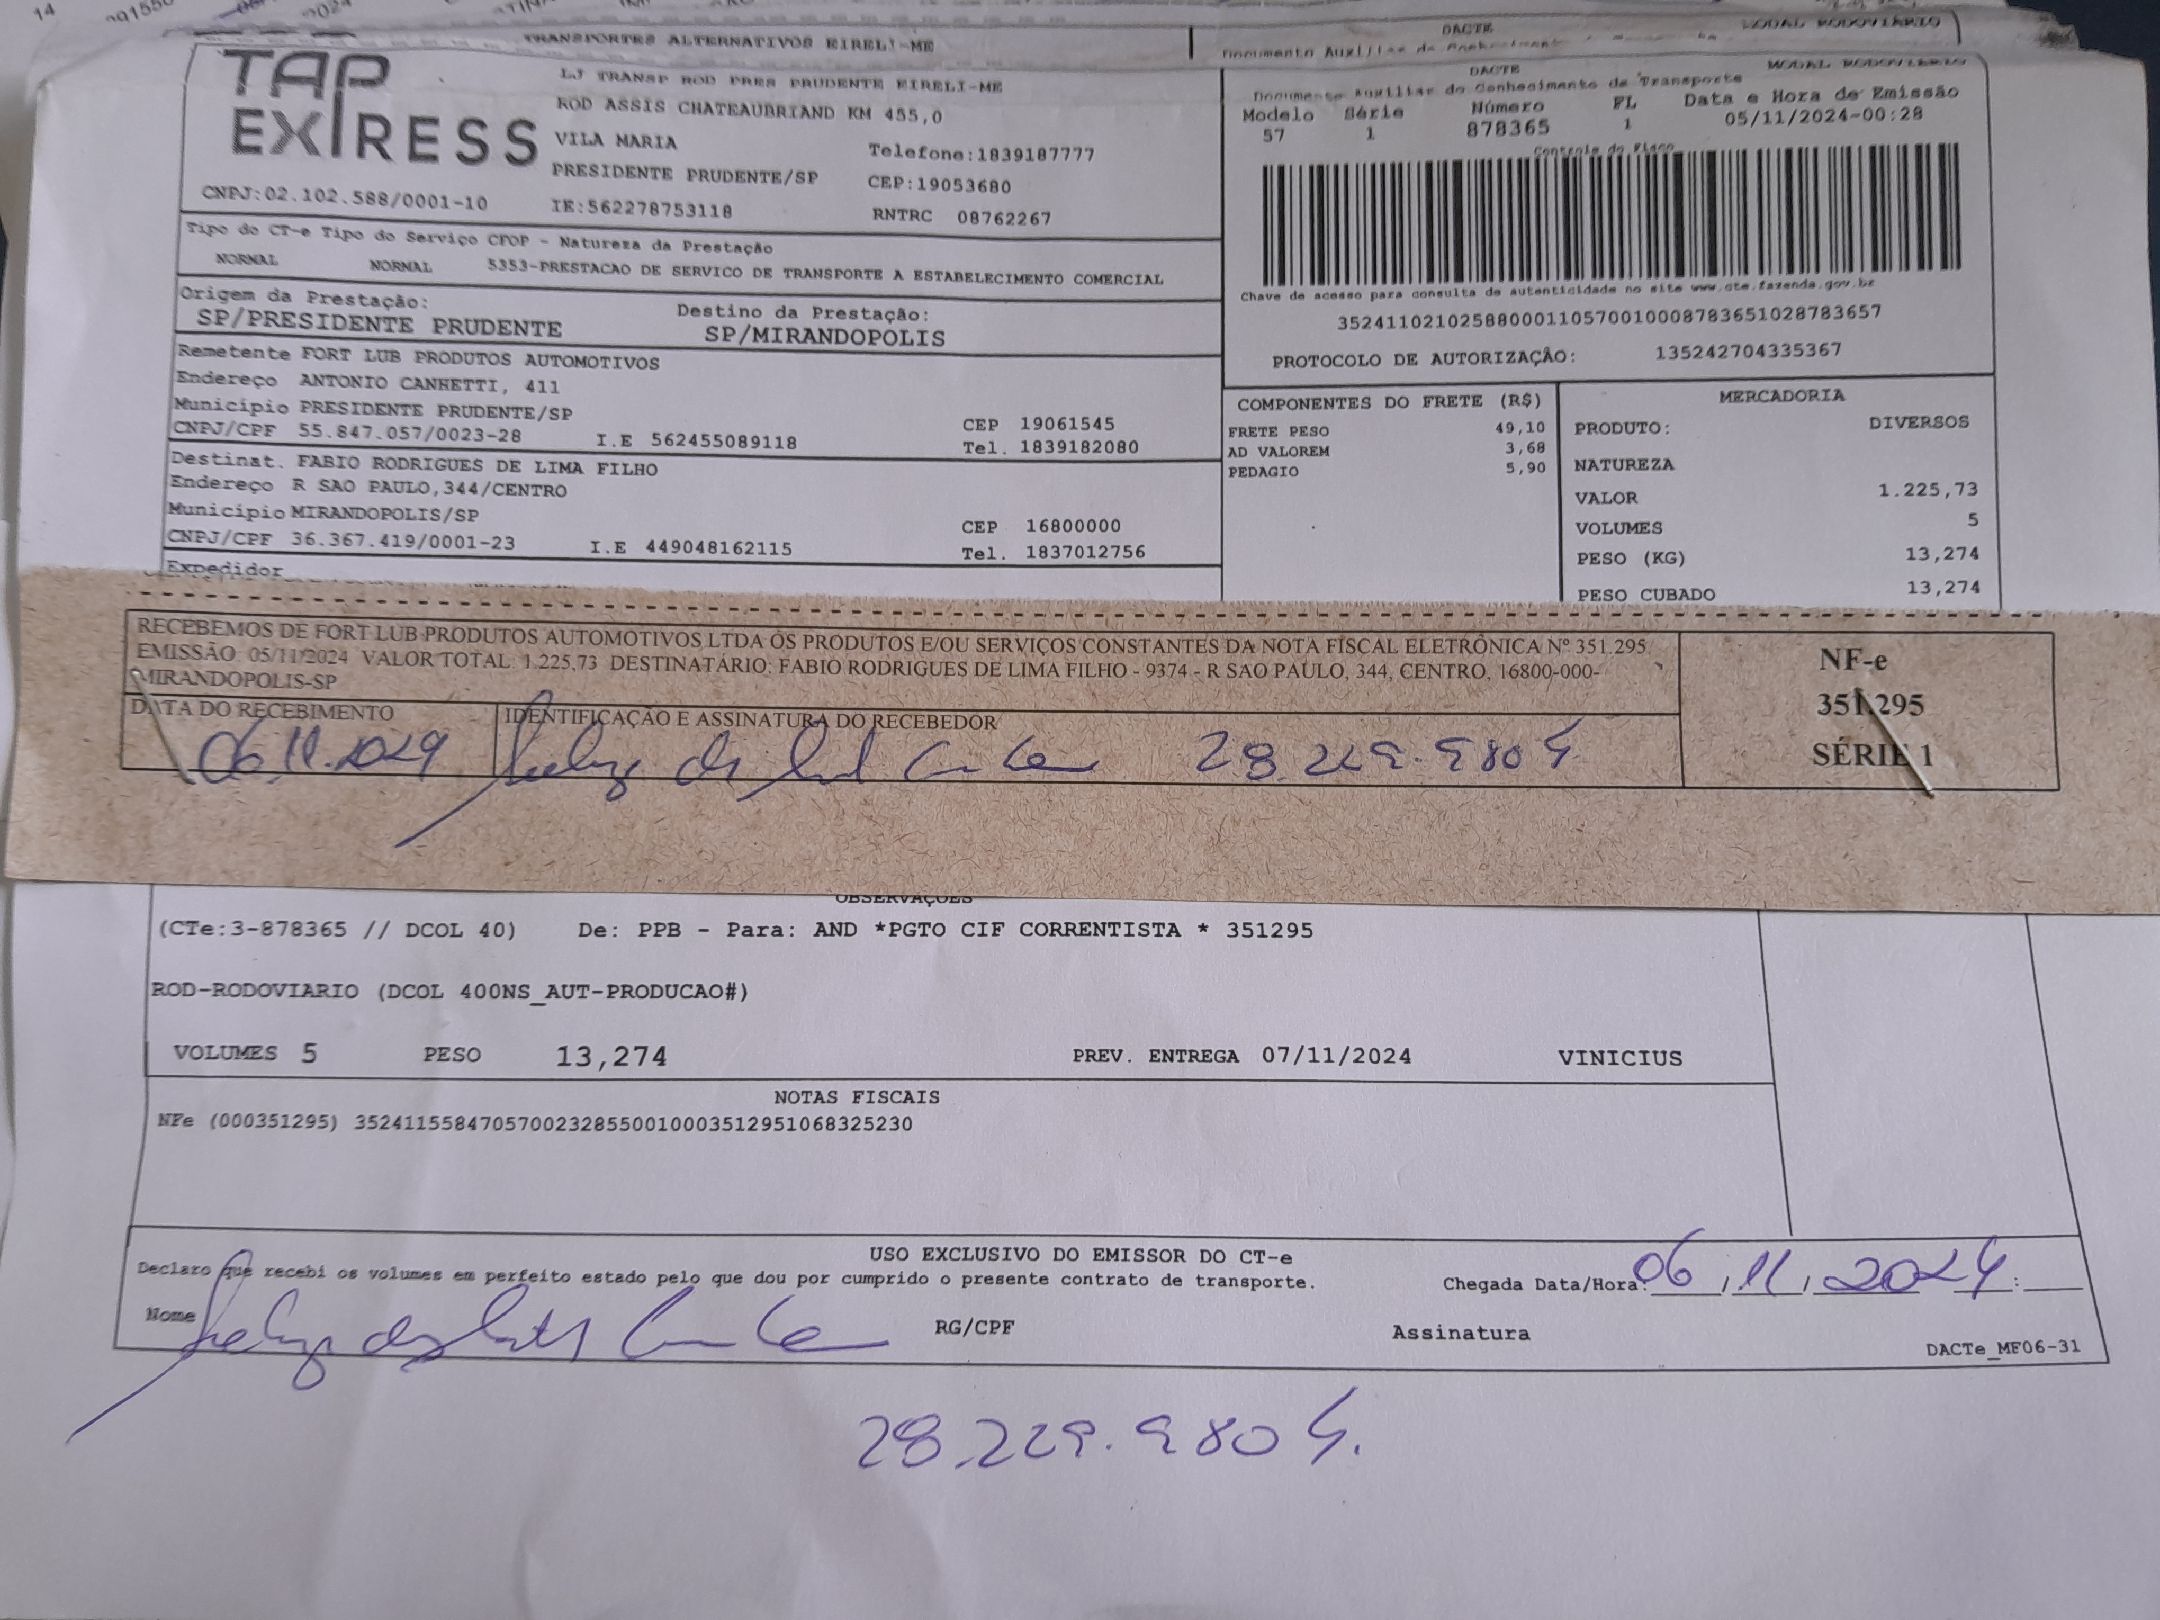 TRANSPORTES ALTERNATIVOS EIRELI-ME
DACTE
MODAL RODOVIÁRIO
TAP EXPRESS
CNPJ:02.102.588/0001-10
LJ TRANSP ROD PRES PRUDENTE EIRELI-ME
ROD ASSIS CHATEAUBRIAND KM 455,0
VILA MARIA
Telefone:1839187777
PRESIDENTE PRUDENTE/SP
CEP:19053680
IE:562278753118
RNTRC 08762267
DACTE
MODAL RODOVIÁRIO
Documento Auxiliar do Conhecimento de Transporte
Modelo Série Número FL Data e Hora de Emissão
57 1 878365 1 05/11/2024-00:28
Controle do Fisco
Chave de acesso para consulta de autenticidade no site www.cte.fazenda.gov.br
35241102102588000110570010008783651028783657
PROTOCOLO DE AUTORIZAÇÃO: 135242704335367
Tipo do CT-e Tipo do Serviço CFOP - Natureza da Prestação
NORMAL NORMAL 5353-PRESTACAO DE SERVICO DE TRANSPORTE A ESTABELECIMENTO COMERCIAL
Origem da Prestação: Destino da Prestação:
SP/PRESIDENTE PRUDENTE SP/MIRANDOPOLIS
Remetente FORT LUB PRODUTOS AUTOMOTIVOS
Endereço ANTONIO CANHETTI, 411
Município PRESIDENTE PRUDENTE/SP CEP 19061545
CNPJ/CPF 55.847.057/0023-28 I.E 562455089118 Tel. 1839182080
Destinat. FABIO RODRIGUES DE LIMA FILHO
Endereço R SAO PAULO,344/CENTRO
Município MIRANDOPOLIS/SP CEP 16800000
CNPJ/CPF 36.367.419/0001-23 I.E 449048162115 Tel. 1837012756
Expedidor
COMPONENTES DO FRETE (R$)
FRETE PESO 49,10
AD VALOREM 3,68
PEDAGIO 5,90
MERCADORIA
PRODUTO: DIVERSOS
NATUREZA
VALOR 1.225,73
VOLUMES 5
PESO (KG) 13,274
PESO CUBADO 13,274
RECEBEMOS DE FORT LUB PRODUTOS AUTOMOTIVOS LTDA OS PRODUTOS E/OU SERVIÇOS CONSTANTES DA NOTA FISCAL ELETRÔNICA Nº 351.295
EMISSÃO: 05/11/2024 VALOR TOTAL: 1.225,73 DESTINATÁRIO: FABIO RODRIGUES DE LIMA FILHO - 9374 - R SAO PAULO, 344, CENTRO, 16800-000-
MIRANDOPOLIS-SP
DATA DO RECEBIMENTO IDENTIFICAÇÃO E ASSINATURA DO RECEBEDOR
06.11.2024 28.229.980 4.
NF-e
351.295
SÉRIE 1
OBSERVAÇÕES
(CTe:3-878365 // DCOL 40) De: PPB - Para: AND *PGTO CIF CORRENTISTA * 351295
ROD-RODOVIARIO (DCOL 400NS_AUT-PRODUCAO#)
VOLUMES 5 PESO 13,274 PREV. ENTREGA 07/11/2024 VINICIUS
NOTAS FISCAIS
NFe (000351295) 35241155847057002328550010003512951068325230
USO EXCLUSIVO DO EMISSOR DO CT-e
Declaro que recebi os volumes em perfeito estado pelo que dou por cumprido o presente contrato de transporte. Chegada Data/Hora: 06/11/2024 :
Nome RG/CPF Assinatura
DACTe_MF06-31
28.229.980 4.